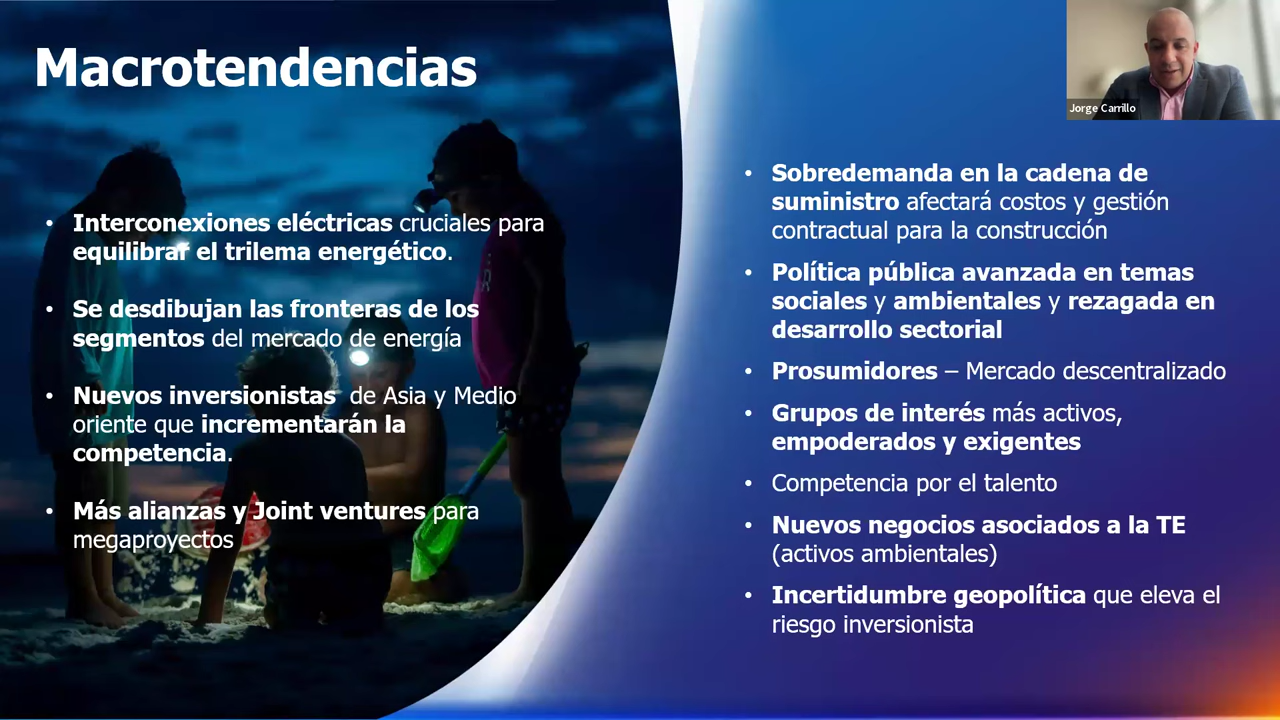 Macrotendencias
• Interconexiones eléctricas cruciales para
equilibrar el trilema energético.
• Se desdibujan las fronteras de los
segmentos del mercado de energía
• Nuevos inversionistas de Asia y Medio
oriente que incrementarán la
competencia.
• Más alianzas y Joint ventures para
megaproyectos
Jorge Carrillo
• Sobredemanda en la cadena de
suministro afectará costos y gestión
contractual para la construcción
• Política pública avanzada en temas
sociales y ambientales y rezagada en
desarrollo sectorial
• Prosumidores – Mercado descentralizado
• Grupos de interés más activos,
empoderados y exigentes
• Competencia por el talento
• Nuevos negocios asociados a la TE
(activos ambientales)
• Incertidumbre geopolítica que eleva el
riesgo inversionista